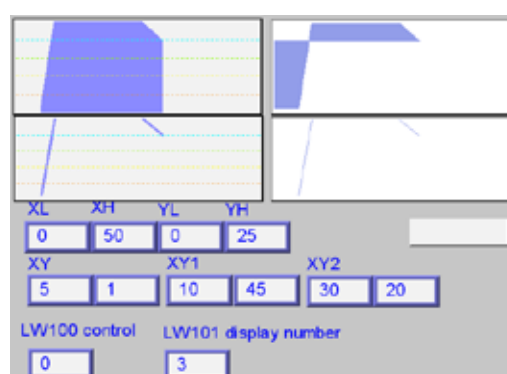 XL XH YL YH
0 50 0 25
XY XY1 XY2
5 1 10 45 30 20
LW100 control LW101 display number
0 3